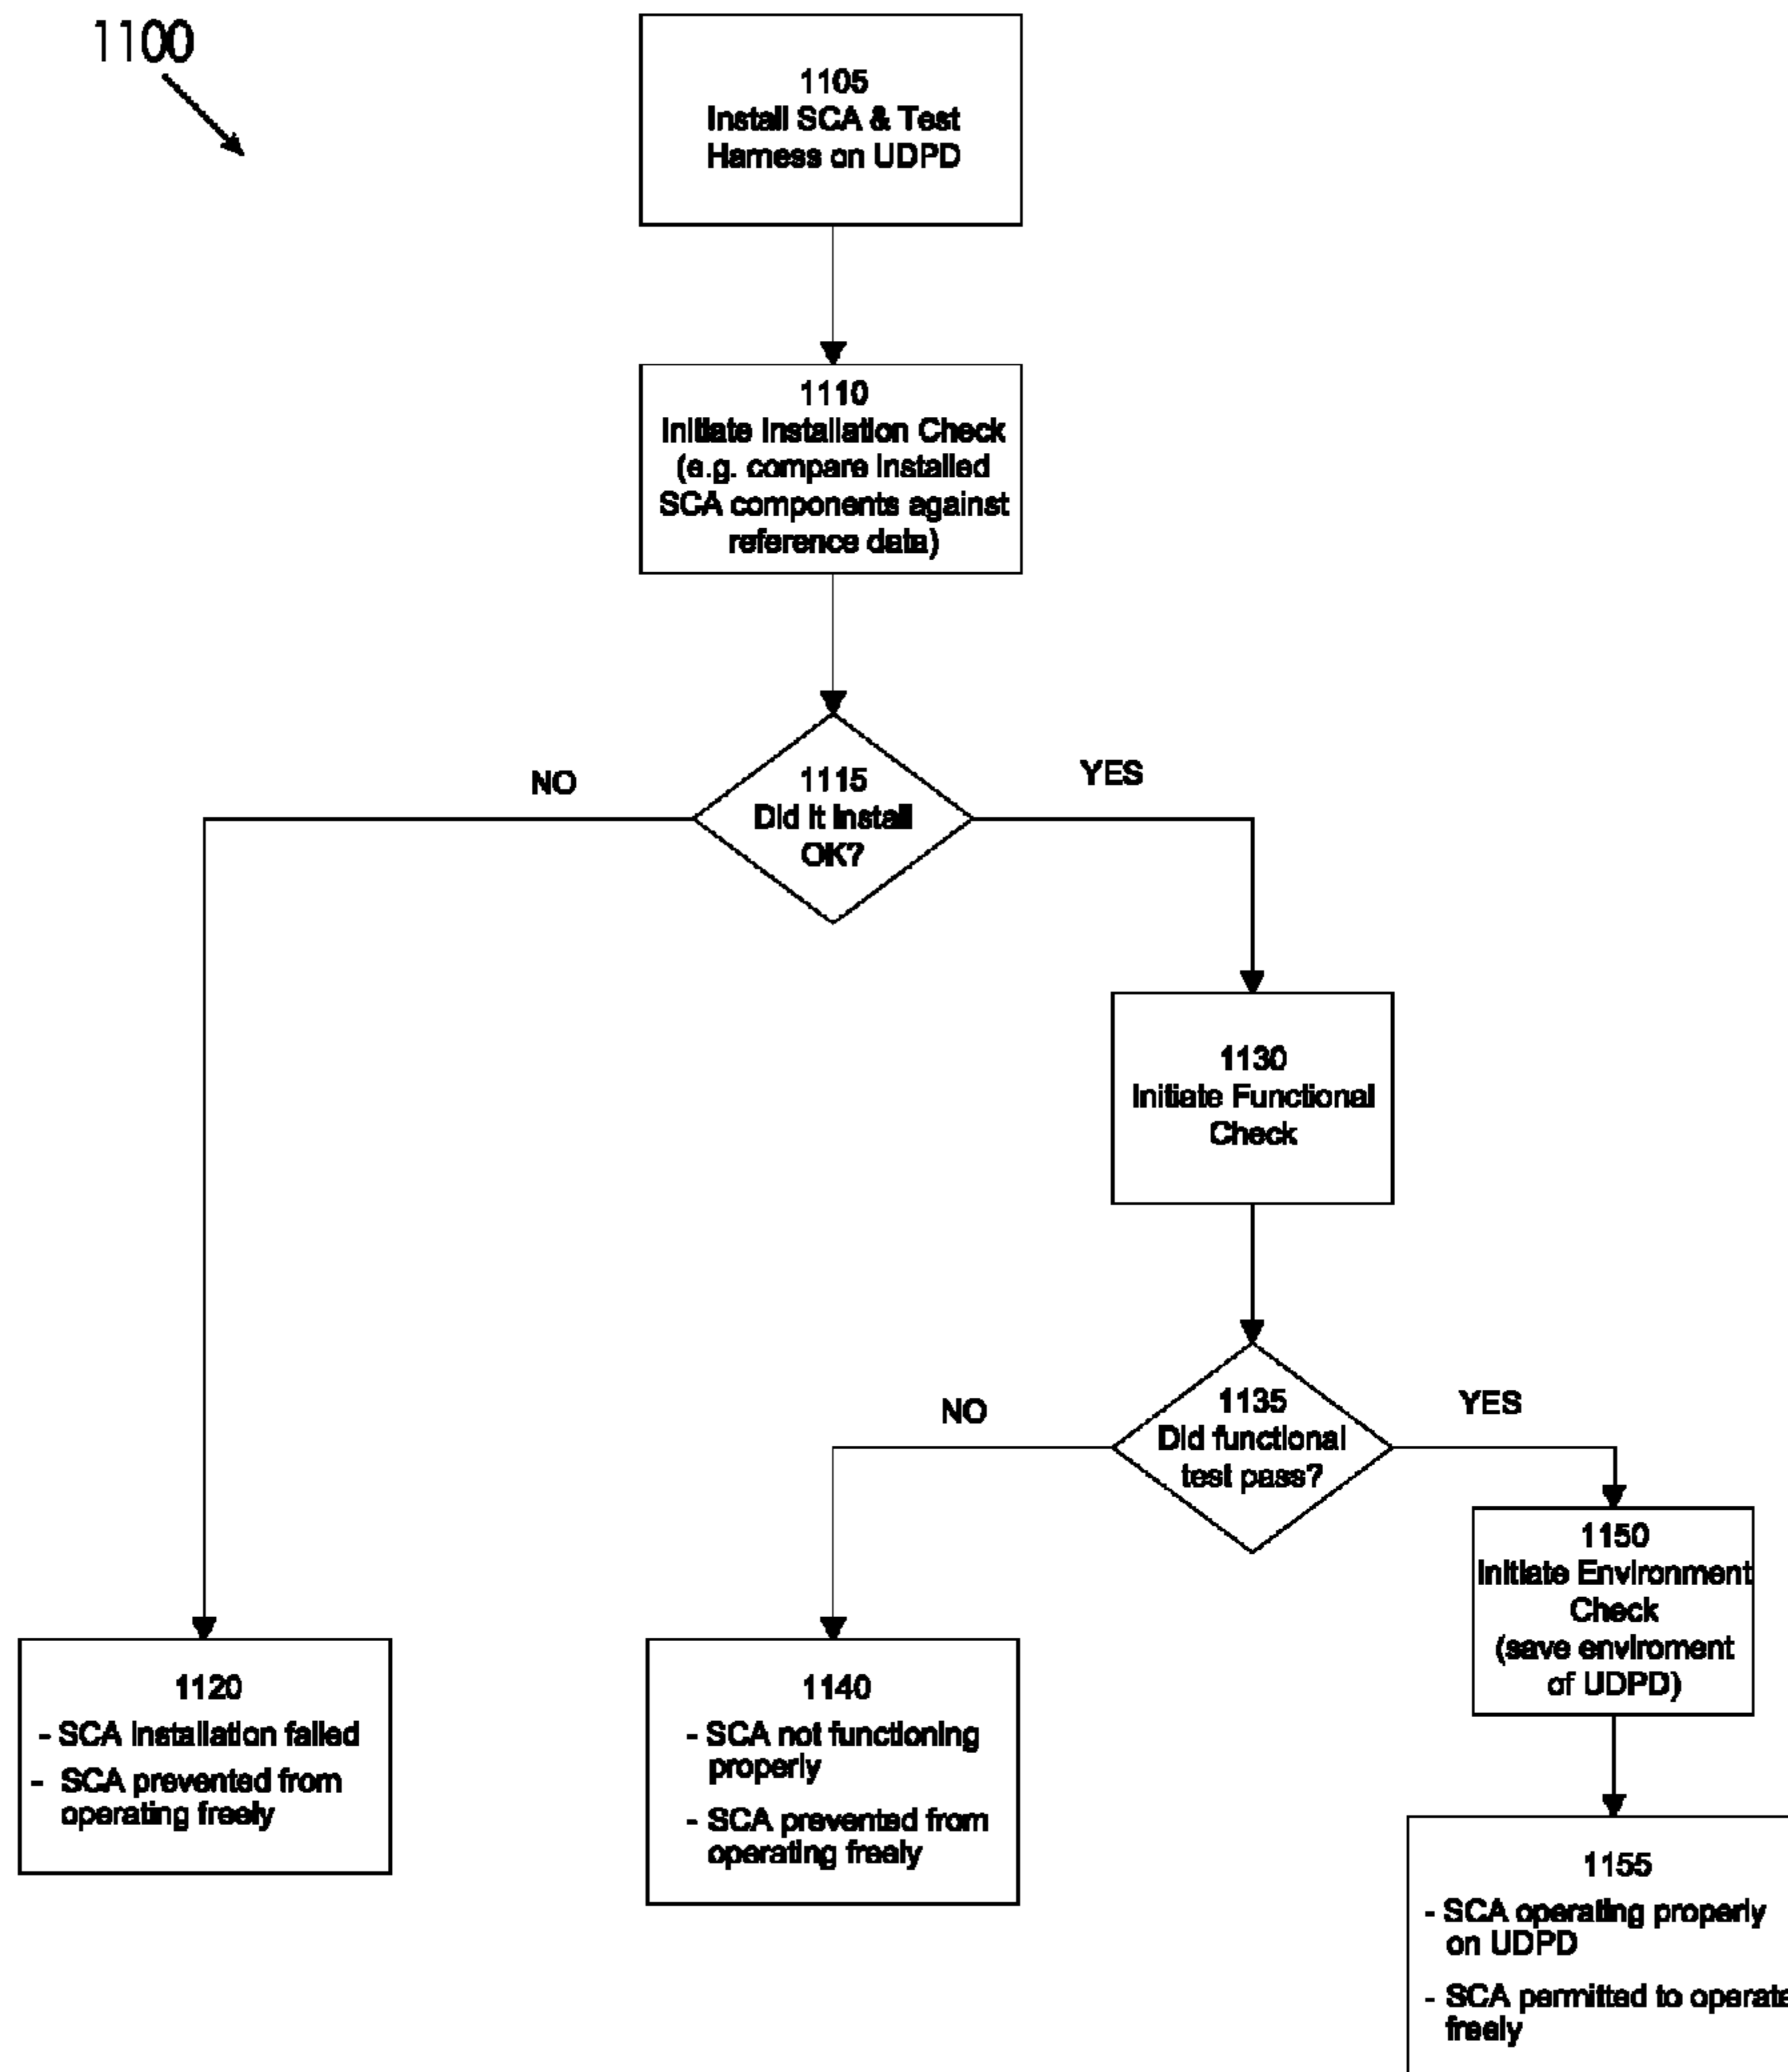 1100
1105
Install SCA & Test
Harness on UDPD
1110
Initiate Installation Check
(e.g. compare installed
SCA components against
reference data)
NO
1115
Did it install
OK?
YES
1130
Initiate Functional
Check
NO
1135
Did functional
test pass?
YES
1150
Initiate Environment
Check
(save enviroment
of UDPD)
1120
- SCA installation failed
- SCA prevented from
operating freely
1140
- SCA not functioning
properly
- SCA prevented from
operating freely
1155
- SCA operating properly
on UDPD
- SCA permitted to operate
freely